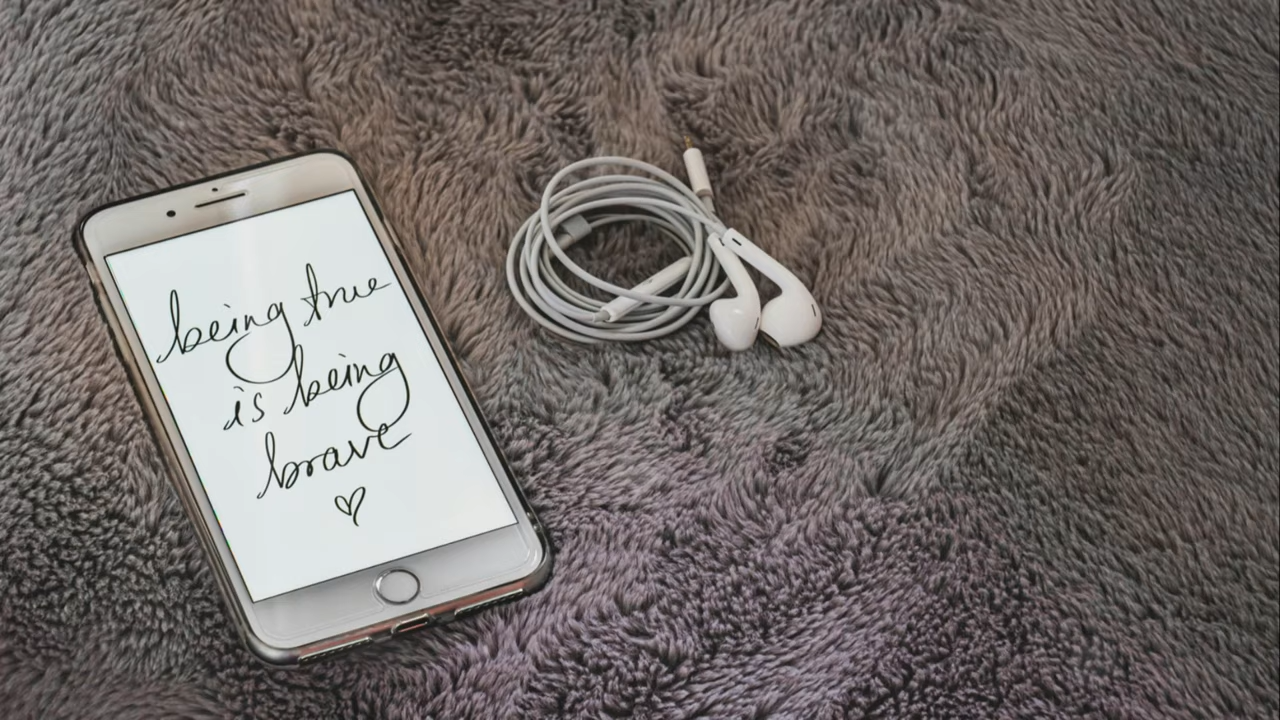 being true
is being
brave
♡